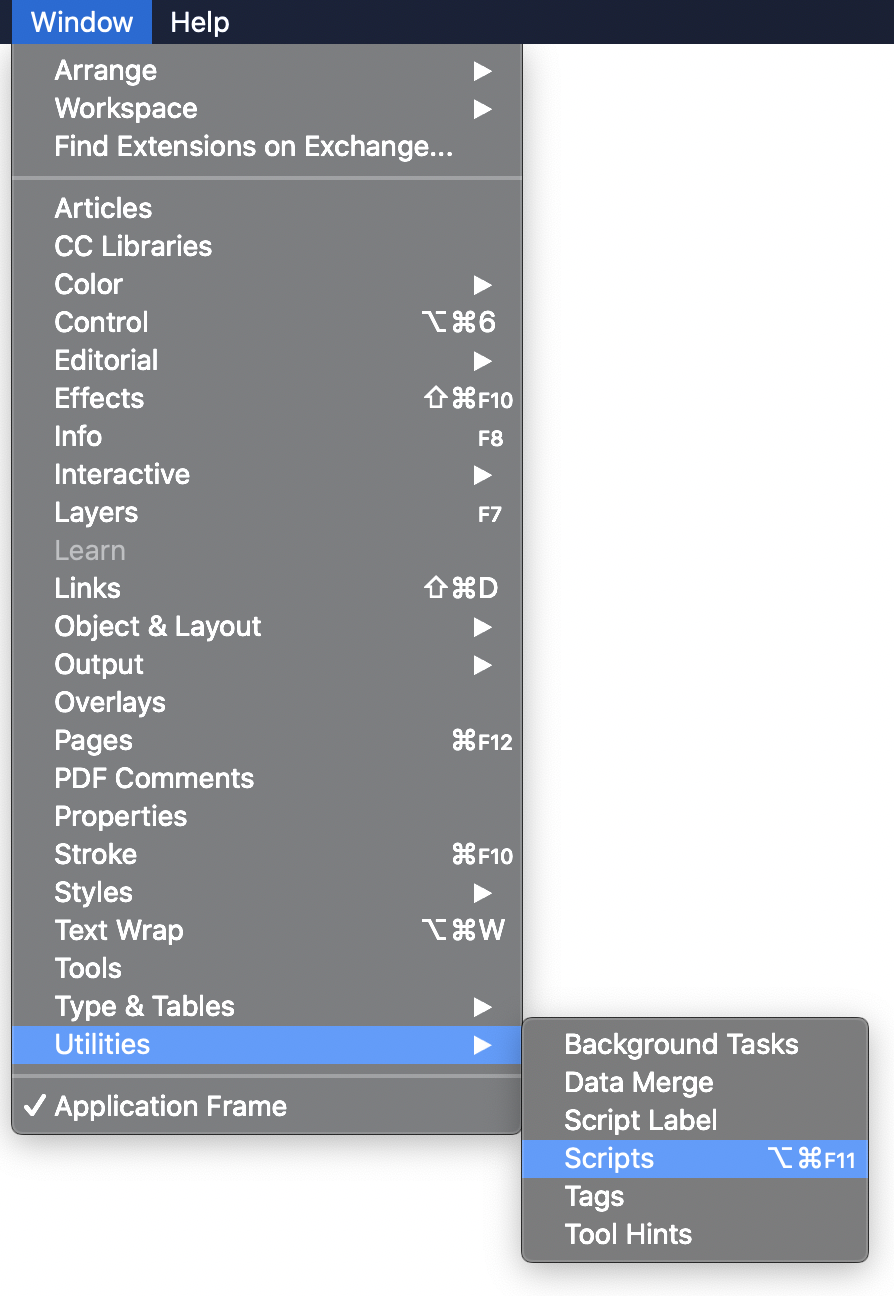 Window Help
Arrange ▶
Workspace ▶
Find Extensions on Exchange...
Articles
CC Libraries
Color ▶
Control ⌥⌘6
Editorial ▶
Effects ⇧⌘F10
Info F8
Interactive ▶
Layers F7
Learn
Links ⇧⌘D
Object & Layout ▶
Output ▶
Overlays
Pages ⌘F12
PDF Comments
Properties
Stroke ⌘F10
Styles ▶
Text Wrap ⌥⌘W
Tools
Type & Tables ▶
Utilities ▶
✓ Application Frame
Background Tasks
Data Merge
Script Label
Scripts ⌥⌘F11
Tags
Tool Hints